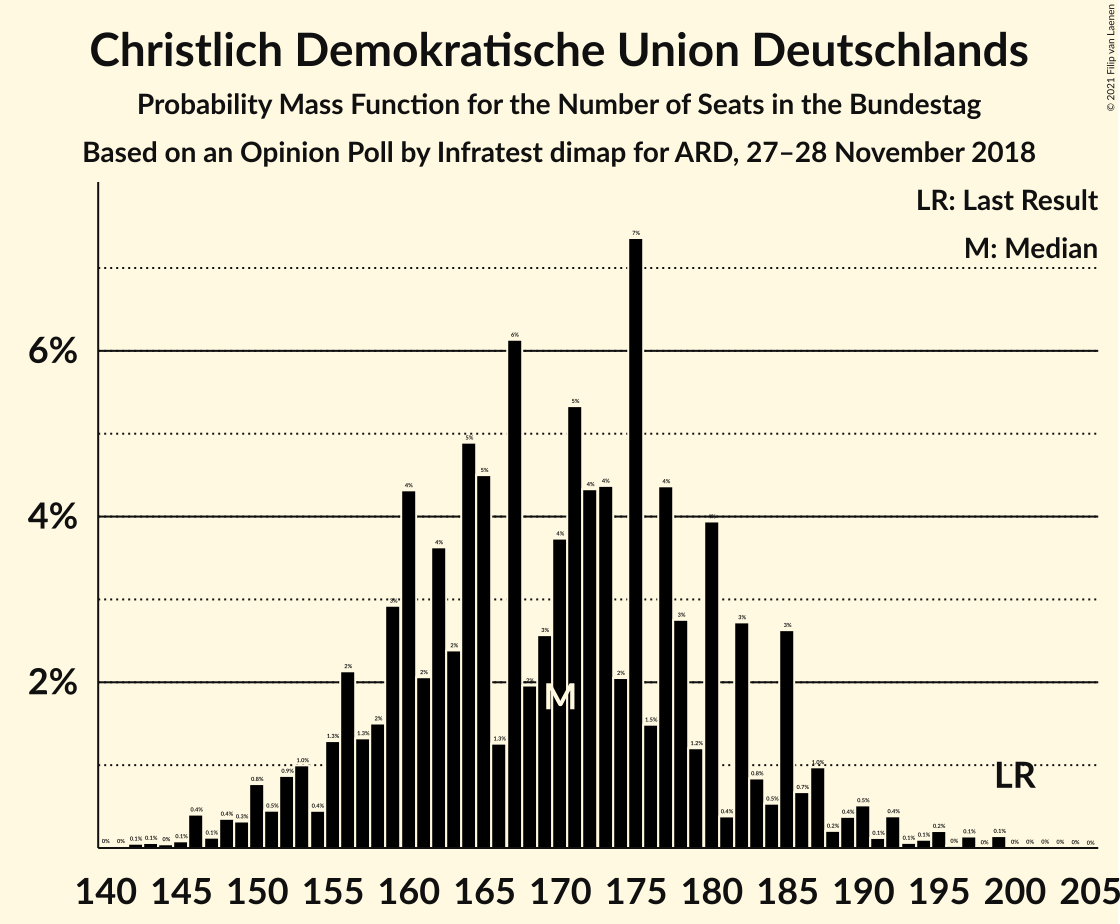 Christlich Demokratische Union Deutschlands
Probability Mass Function for the Number of Seats in the Bundestag
Based on an Opinion Poll by Infratest dimap for ARD, 27–28 November 2018
© 2021 Filip van Laenen
LR: Last Result
M: Median
6%
4%
2%
0% 0% 0.1% 0.1% 0% 0.1% 0.4% 0.1% 0.4% 0.3% 0.8% 0.5% 0.9% 1.0% 0.4% 1.3% 2% 1.3% 2% 3% 4% 2% 4% 2% 5% 5% 1.3% 6% 2% 3% 4% 5% 4% 4% 2% 7% 1.5% 4% 3% 1.2% 4% 0.4% 3% 0.8% 0.5% 3% 0.7% 1.0% 0.2% 0.4% 0.5% 0.1% 0.4% 0.1% 0.1% 0.2% 0% 0.1% 0% 0.1% 0% 0% 0% 0% 0% 0%
M
LR
140 145 150 155 160 165 170 175 180 185 190 195 200 205